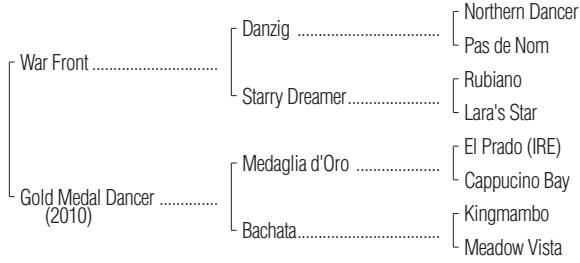 Northern Dancer
Danzig ..............................
Pas de Nom
War Front ..........................
Rubiano
Starry Dreamer...................
Lara's Star
El Prado (IRE)
Medaglia d'Oro .................
Cappucino Bay
Gold Medal Dancer ............
(2010)
Kingmambo
Bachata.............................
Meadow Vista